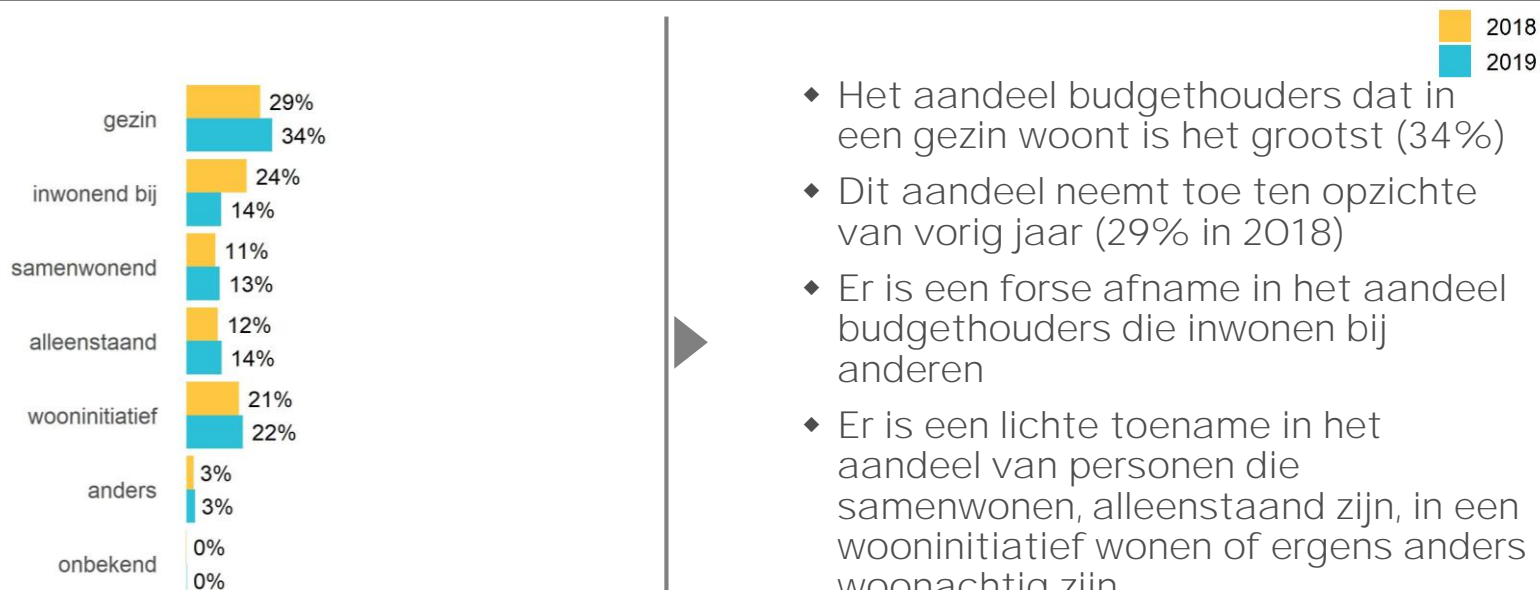 2018
2019
gezin
29%
34%
inwonend bij
24%
14%
samenwonend
11%
13%
alleenstaand
12%
14%
wooninitiatief
21%
22%
anders
3%
3%
onbekend
0%
0%
◆ Het aandeel budgethouders dat in
een gezin woont is het grootst (34%)
◆ Dit aandeel neemt toe ten opzichte
van vorig jaar (29% in 2018)
◆ Er is een forse afname in het aandeel
budgethouders die inwonen bij
anderen
◆ Er is een lichte toename in het
aandeel van personen die
samenwonen, alleenstaand zijn, in een
wooninitiatief wonen of ergens anders
woonachtig zijn